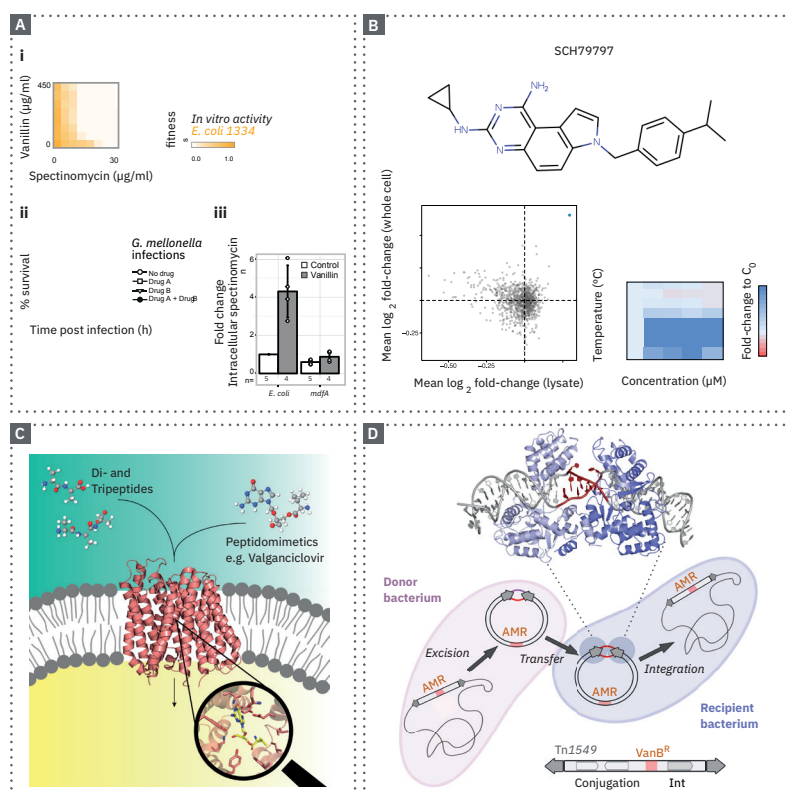 A
i
Vanillin (µg/ml)
450
0
0
30
Spectinomycin (µg/ml)
fitness
s
In vitro activity
E. coli 1334
0.0
1.0
ii
% survival
Time post infection (h)
G. mellonella
infections
No drug
Drug A
Drug B
Drug A + Drug B
iii
Fold change
Intracellular spectinomycin
n
6
4
2
0
Control
Vanillin
n=
5
4
5
4
E. coli
mdfA
B
SCH79797
NH2
N
HN
N
N
Mean log2 fold-change (whole cell)
−0.25
−0.50
−0.25
Mean log2 fold-change (lysate)
Temperature (°C)
Concentration (µM)
Fold-change to C0
C
Di- and
Tripeptides
Peptidomimetics
e.g. Valganciclovir
D
Donor
bacterium
AMR
Excision
AMR
Transfer
AMR
Integration
AMR
Recipient
bacterium
Tn1549
VanBR
Conjugation
Int